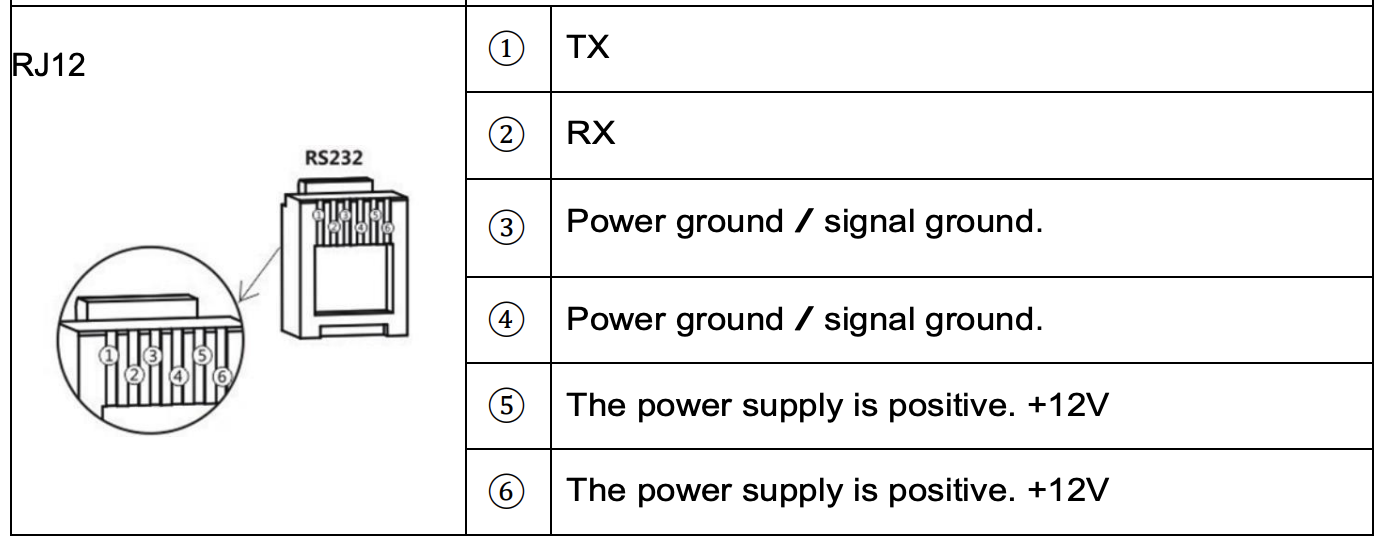 RJ12
RS232
① ② ③ ④ ⑤ ⑥
① ② ③ ④ ⑤ ⑥
① TX
② RX
③ Power ground / signal ground.
④ Power ground / signal ground.
⑤ The power supply is positive. +12V
⑥ The power supply is positive. +12V